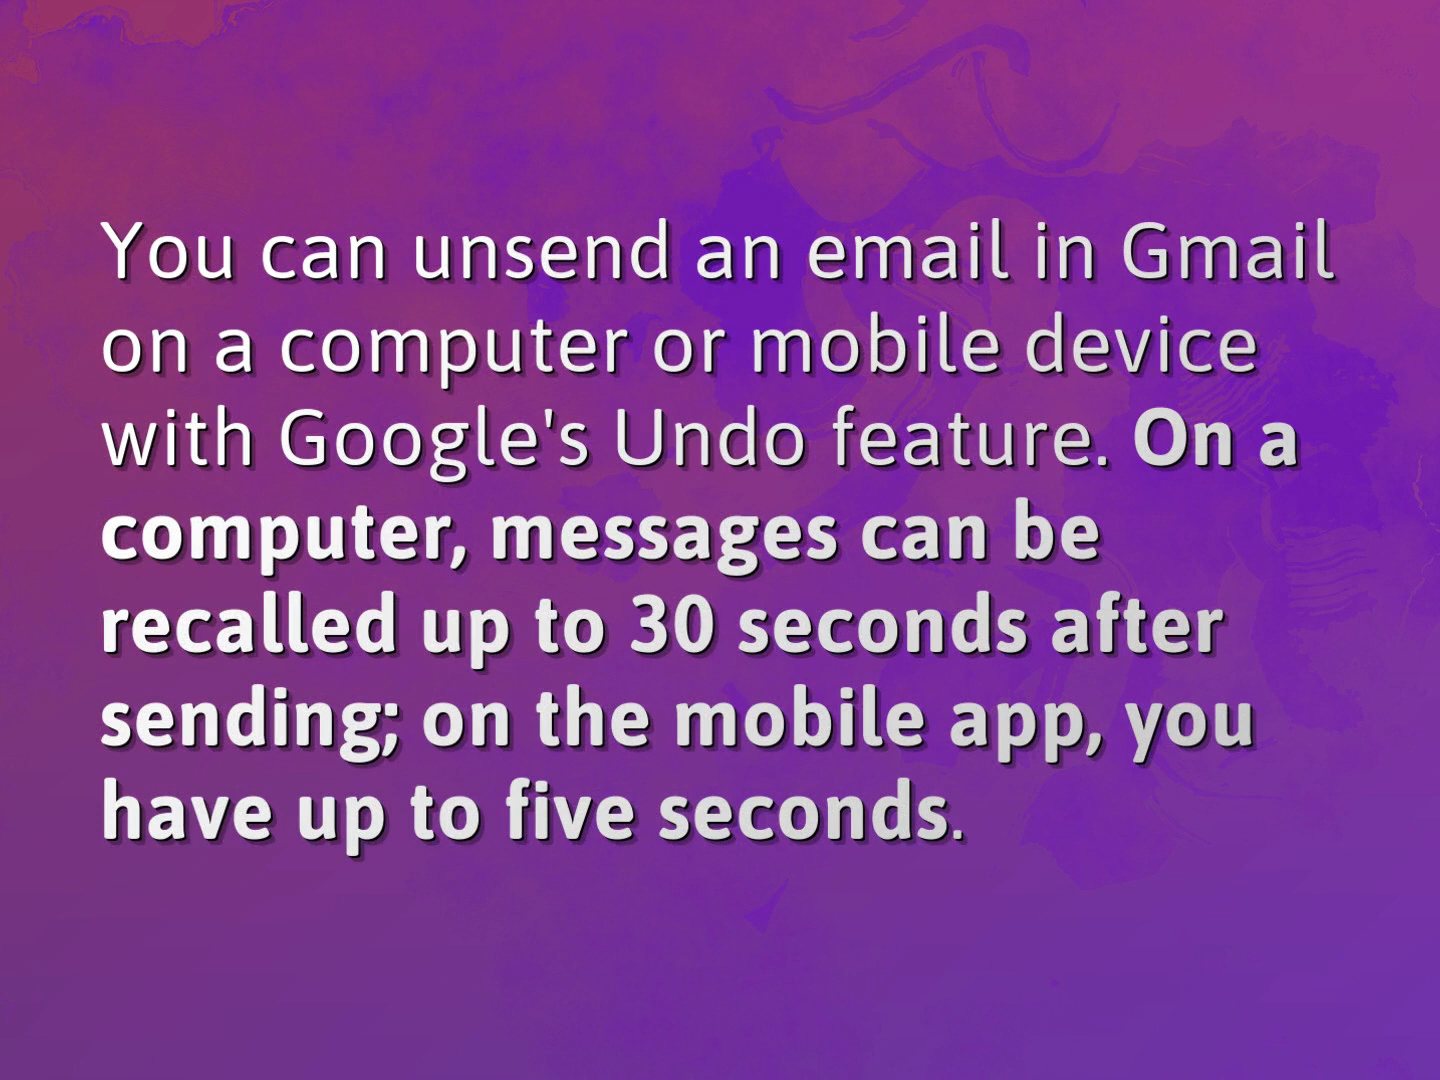 You can unsend an email in Gmail
on a computer or mobile device
with Google's Undo feature. On a
computer, messages can be
recalled up to 30 seconds after
sending; on the mobile app, you
have up to five seconds.